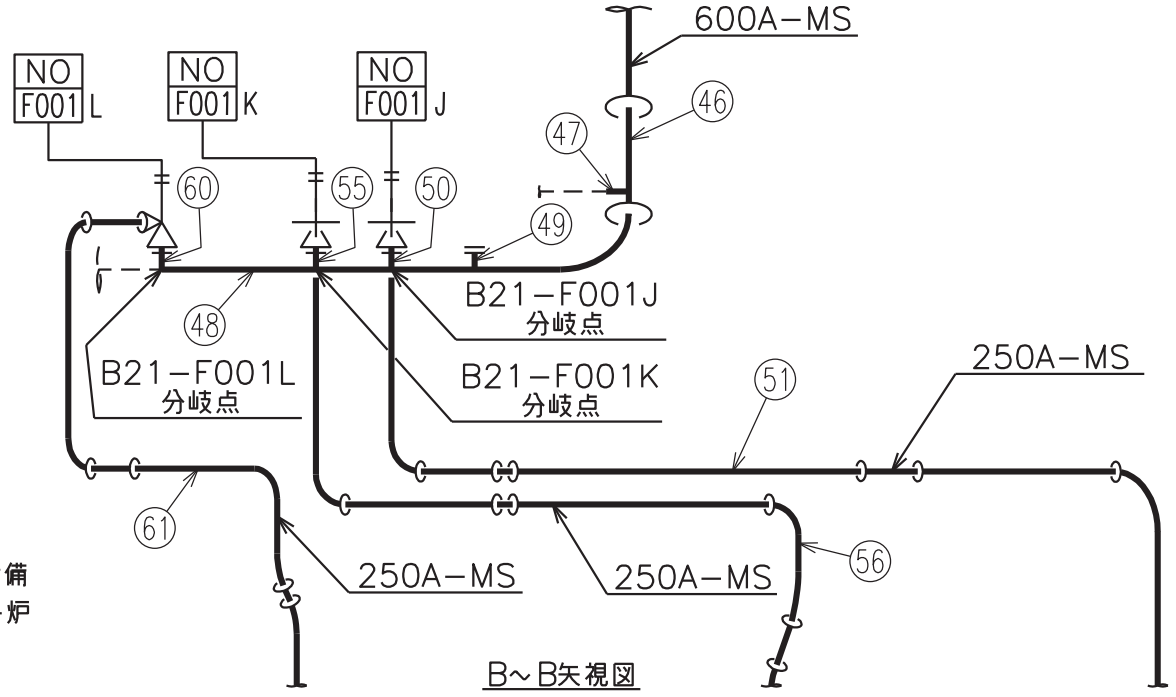 600A-MS
NO
F001 L
NO
F001 K
NO
F001 J
46
47
60
55
50
49
48
B21-F001J
分岐点
B21-F001L
分岐点
B21-F001K
分岐点
51
250A-MS
61
250A-MS
250A-MS
56
備
炉
B~B矢視図